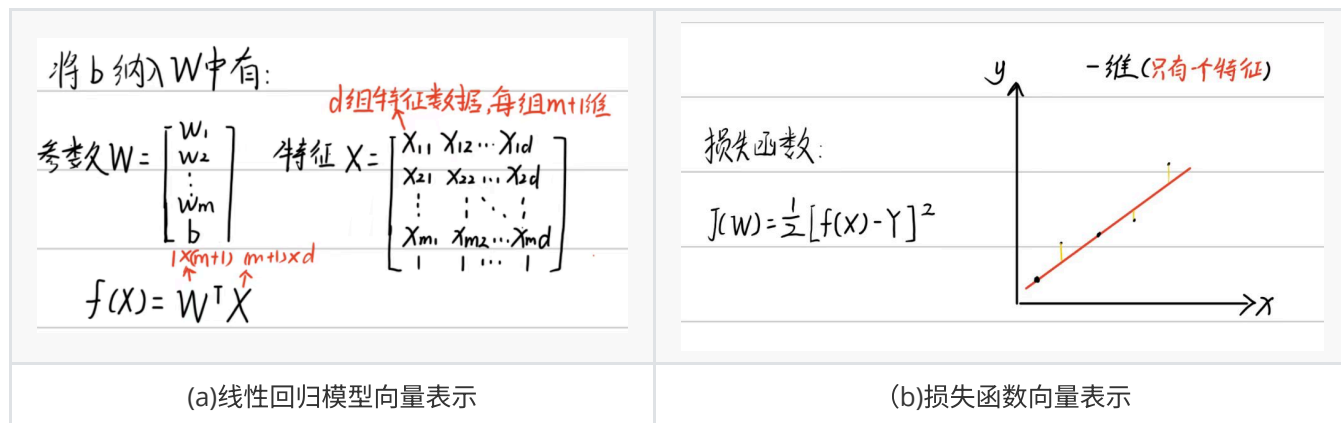 将b纳入W中有:
d组特征数据,每组m+1维
参数W=[w₁ w₂ ⋮ wm b] 特征X=[X₁₁ X₁₂ ⋯ X₁d
X₂₁ X₂₂ ⋯ X₂d
⋮ ⋮ ⋱ ⋮
Xm₁ Xm₂ ⋯ Xmd
1 1 ⋯ 1]
1×(m+1) (m+1)×d
f(X)=WᵀX
y
一维(只有一个特征)
损失函数:
J(W)=½[f(X)-Y]²
X
(a)线性回归模型向量表示
(b)损失函数向量表示